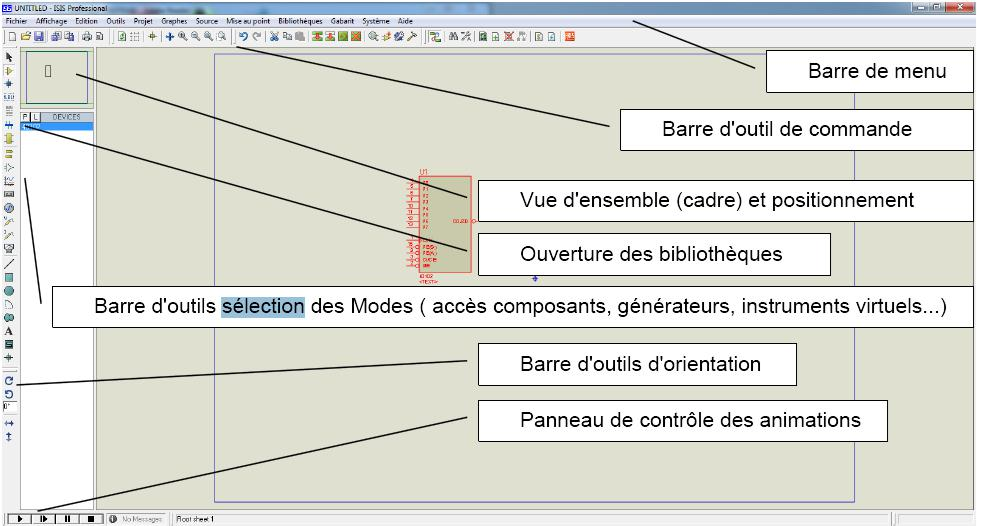 UNTITLED - ISIS Professional
Fichier Affichage Edition Outils Projet Graphes Source Mise au point Bibliothèques Gabarit Système Aide
Barre de menu
Barre d'outil de commande
P L DEVICES
U1
Vue d'ensemble (cadre) et positionnement
Ouverture des bibliothèques
<TEXT>
Barre d'outils sélection des Modes ( accès composants, générateurs, instruments virtuels...)
A
Barre d'outils d'orientation
0°
Panneau de contrôle des animations
No Messages Root sheet 1